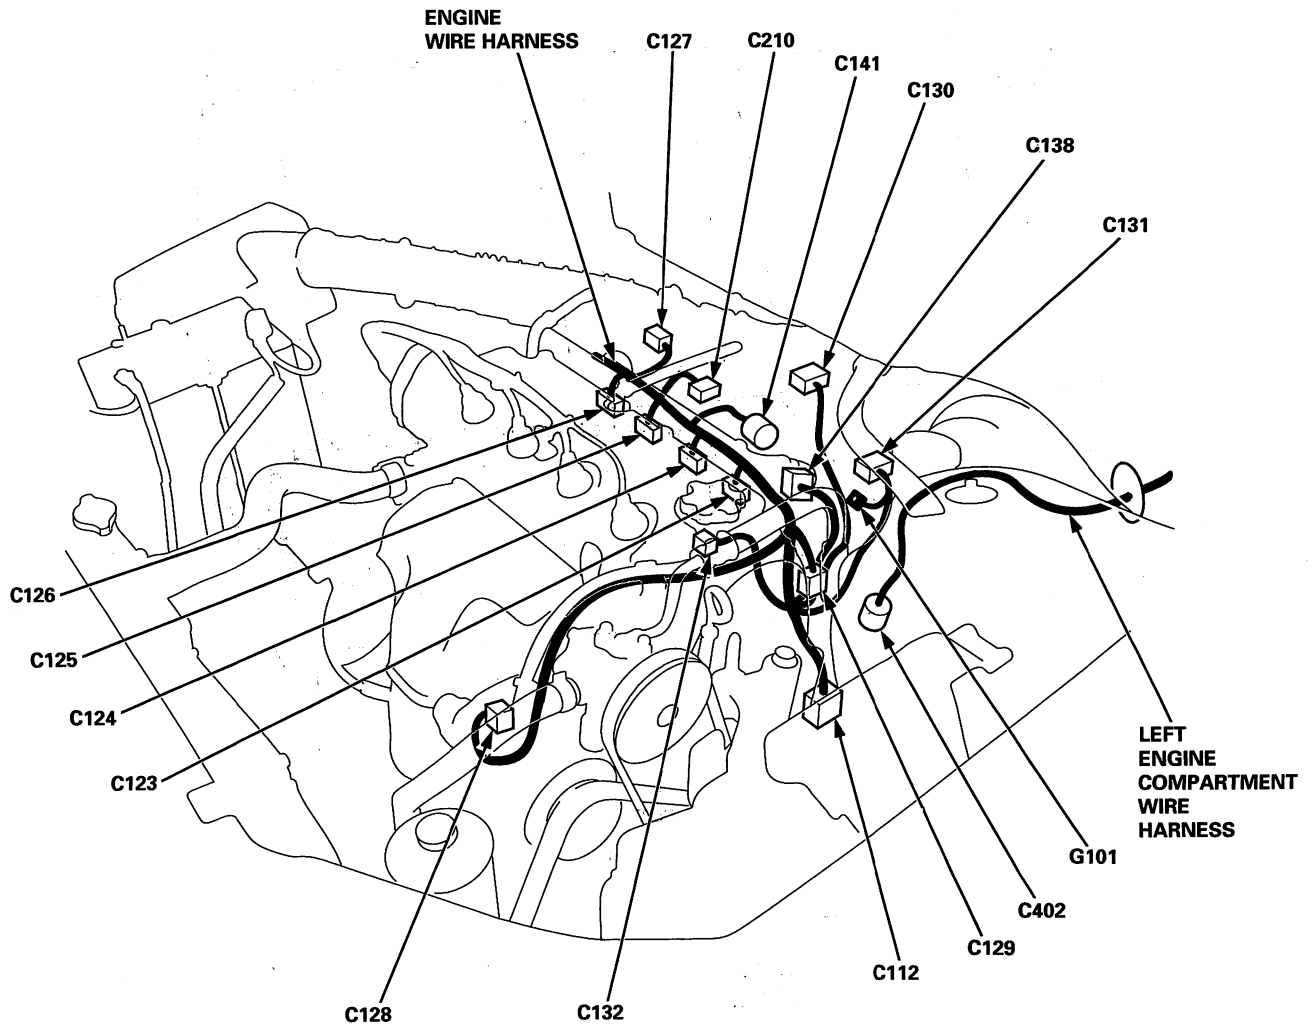 ENGINE
WIRE HARNESS
C127
C210
C141
C130
C138
C131
C126
C125
C124
C123
C128
C132
C112
C129
C402
G101
LEFT
ENGINE
COMPARTMENT
WIRE
HARNESS